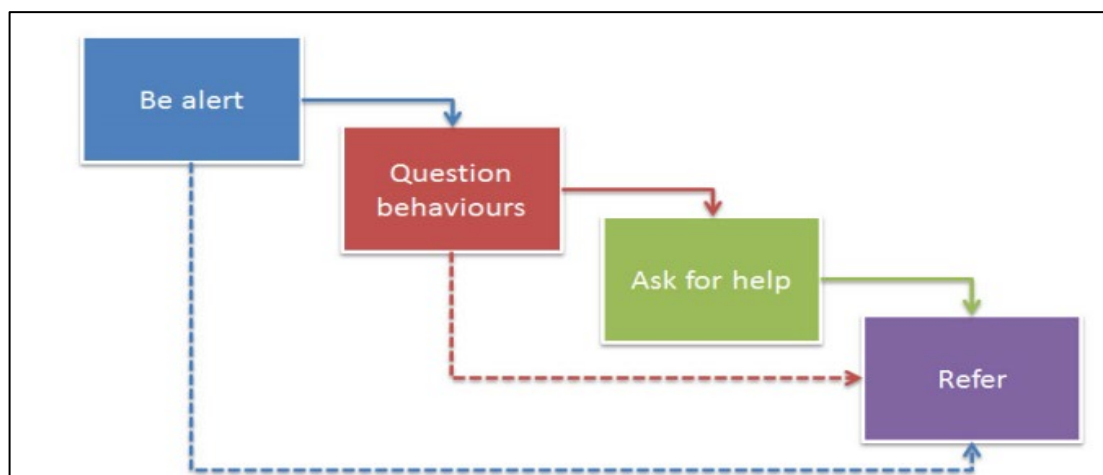 Be alert
Question
behaviours
Ask for help
Refer